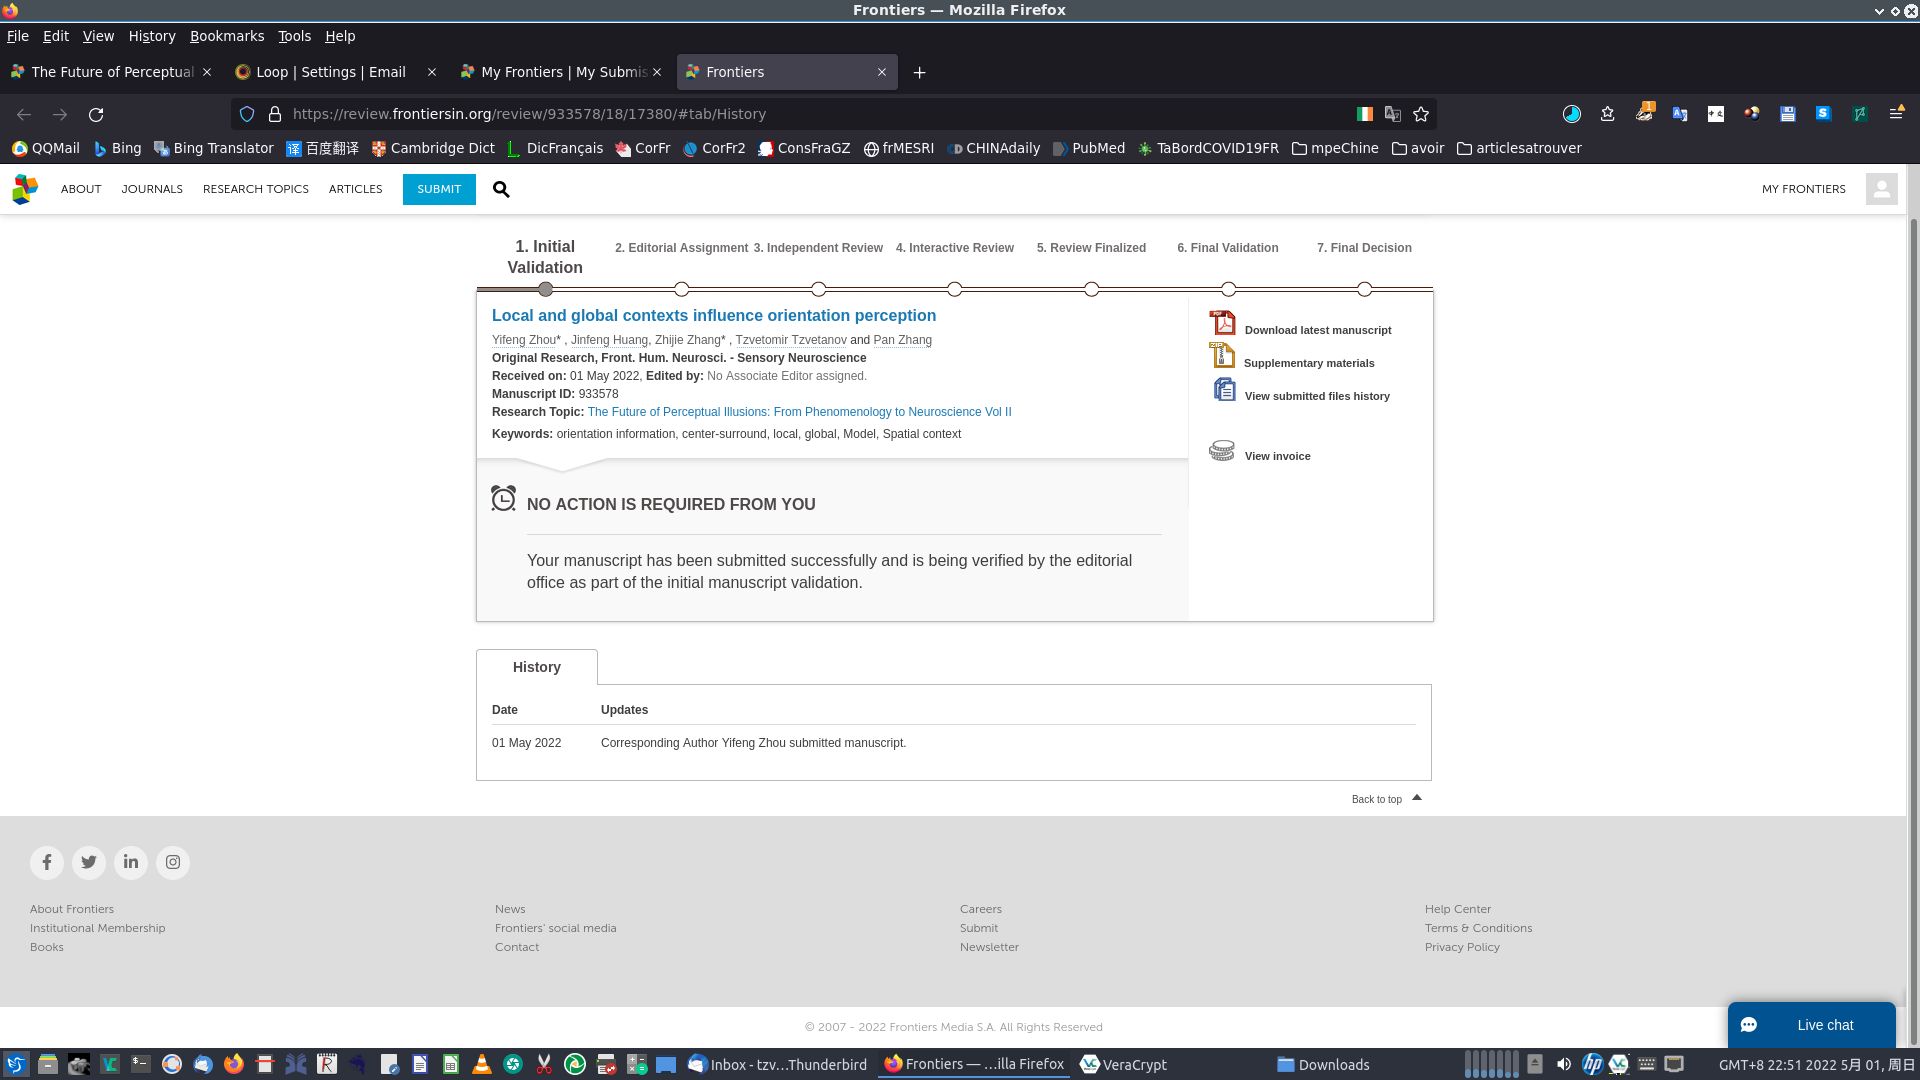 Frontiers — Mozilla Firefox
File Edit View History Bookmarks Tools Help
The Future of Perceptual
Loop | Settings | Email
My Frontiers | My Submis
Frontiers
https://review.frontiersin.org/review/933578/18/17380/#tab/History
1
QQMail Bing Bing Translator 百度翻译 Cambridge Dict DicFrançais CorFr CorFr2 ConsFraGZ frMESRI CHINAdaily PubMed TaBordCOVID19FR mpeChine avoir articlesatrouver
ABOUT JOURNALS RESEARCH TOPICS ARTICLES SUBMIT MY FRONTIERS
1. Initial Validation
2. Editorial Assignment
3. Independent Review
4. Interactive Review
5. Review Finalized
6. Final Validation
7. Final Decision
Local and global contexts influence orientation perception
Yifeng Zhou* , Jinfeng Huang, Zhijie Zhang* , Tzvetomir Tzvetanov and Pan Zhang
Original Research, Front. Hum. Neurosci. - Sensory Neuroscience
Received on: 01 May 2022, Edited by: No Associate Editor assigned.
Manuscript ID: 933578
Research Topic: The Future of Perceptual Illusions: From Phenomenology to Neuroscience Vol II
Keywords: orientation information, center-surround, local, global, Model, Spatial context
Download latest manuscript
Supplementary materials
View submitted files history
View invoice
NO ACTION IS REQUIRED FROM YOU
Your manuscript has been submitted successfully and is being verified by the editorial
office as part of the initial manuscript validation.
History
Date Updates
01 May 2022 Corresponding Author Yifeng Zhou submitted manuscript.
Back to top
About Frontiers
Institutional Membership
Books
News
Frontiers' social media
Contact
Careers
Submit
Newsletter
Help Center
Terms & Conditions
Privacy Policy
© 2007 - 2022 Frontiers Media S.A. All Rights Reserved
Live chat
Inbox - tzv…Thunderbird
Frontiers — …illa Firefox
VeraCrypt
Downloads
GMT+8 22:51 2022 5月 01, 周日